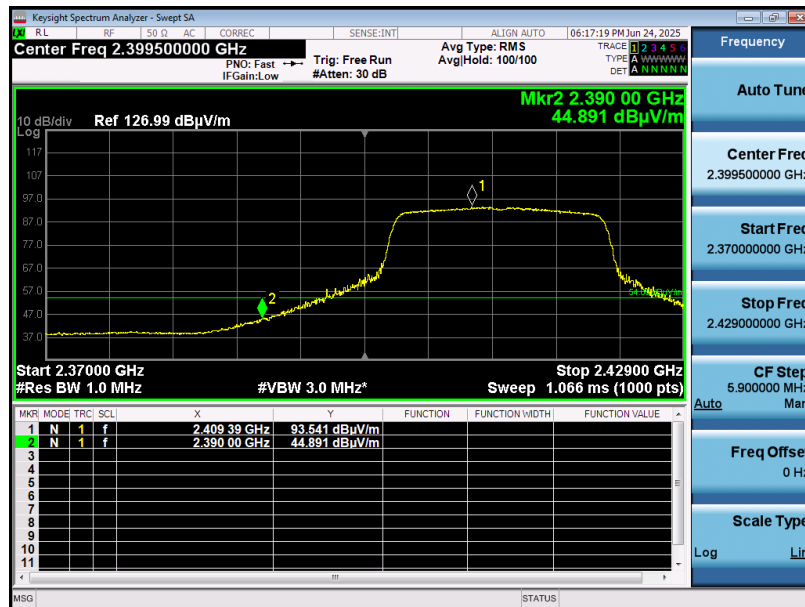 Keysight Spectrum Analyzer - Swept SA
RL RF 50 Ω AC CORREC SENSE:INT ALIGN AUTO 06:17:19 PM Jun 24, 2025
Center Freq 2.399500000 GHz
PNO: Fast
IFGain:Low
Trig: Free Run
#Atten: 30 dB
Avg Type: RMS
Avg|Hold: 100/100
TRACE 1 2 3 4 5 6
TYPE A WWWWW
DET A N N N N N
Mkr2 2.390 00 GHz
44.891 dBµV/m
10 dB/div Ref 126.99 dBµV/m
Log
117
107
97.0
87.0
77.0
67.0
57.0
47.0
37.0
1
2
Start 2.37000 GHz Stop 2.42900 GHz
#Res BW 1.0 MHz #VBW 3.0 MHz* Sweep 1.066 ms (1000 pts)
MKR MODE TRC SCL X Y FUNCTION FUNCTION WIDTH FUNCTION VALUE
1 N 1 f 2.409 39 GHz 93.541 dBµV/m
2 N 1 f 2.390 00 GHz 44.891 dBµV/m
3
4
5
6
7
8
9
10
11
MSG STATUS
Frequency
Auto Tune
Center Freq
2.399500000 GHz
Start Freq
2.370000000 GHz
Stop Freq
2.429000000 GHz
CF Step
5.900000 MHz
Auto Man
Freq Offset
0 Hz
Scale Type
Log Lin